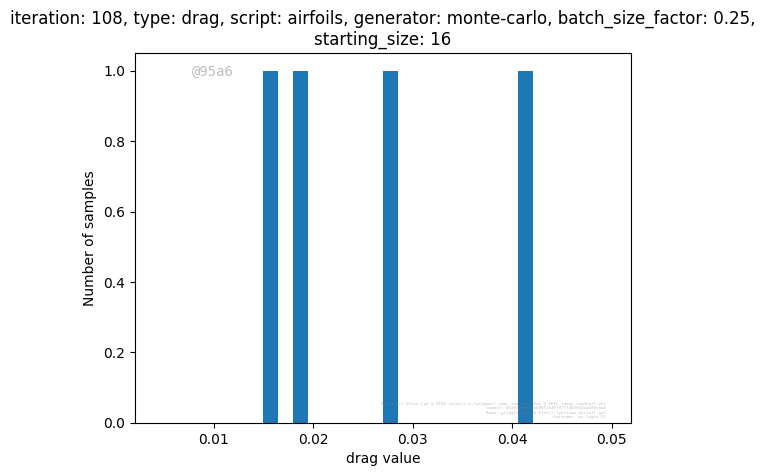 iteration: 108, type: drag, script: airfoils, generator: monte-carlo, batch_size_factor: 0.25,
starting_size: 16
@95a6
1.0
0.8
0.6
0.4
0.2
0.0
Number of samples
0.01
0.02
0.03
0.04
0.05
drag value